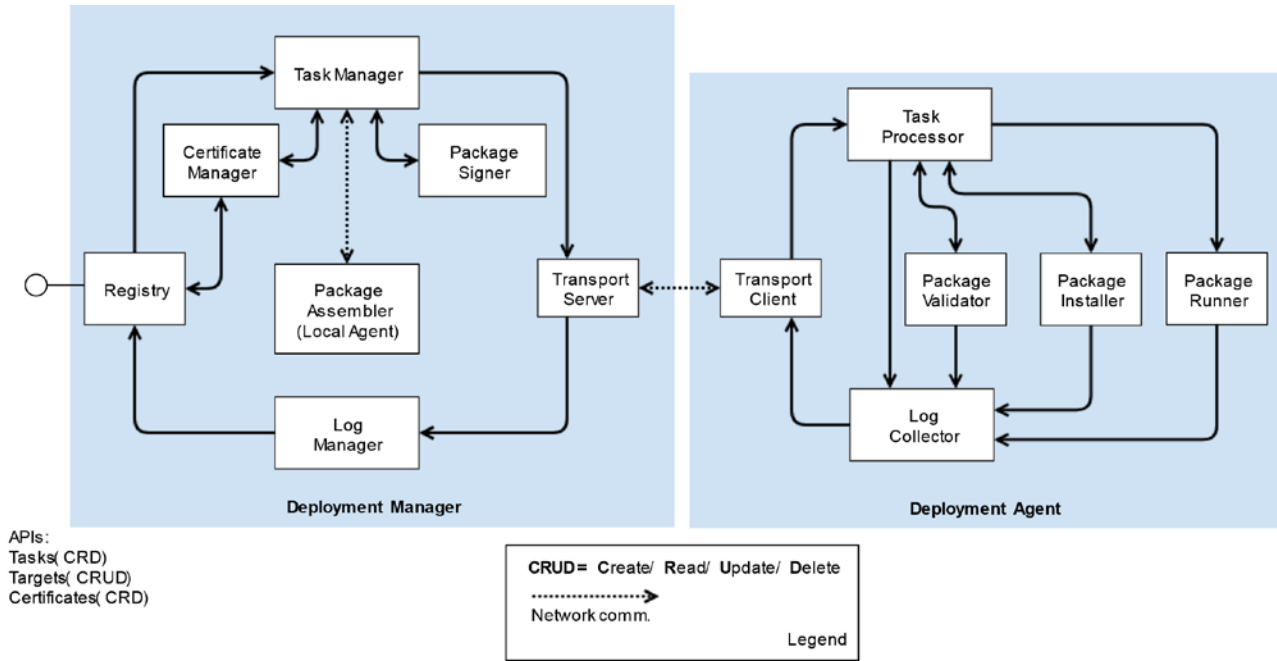 Task Manager
Certificate
Manager
Package
Signer
Registry
Package
Assembler
(Local Agent)
Transport
Server
Log
Manager
Deployment Manager
Task
Processor
Transport
Client
Package
Validator
Package
Installer
Package
Runner
Log
Collector
Deployment Agent
APIs:
Tasks( CRD)
Targets( CRUD)
Certificates( CRD)
CRUD= Create/ Read/ Update/ Delete
Network comm.
Legend